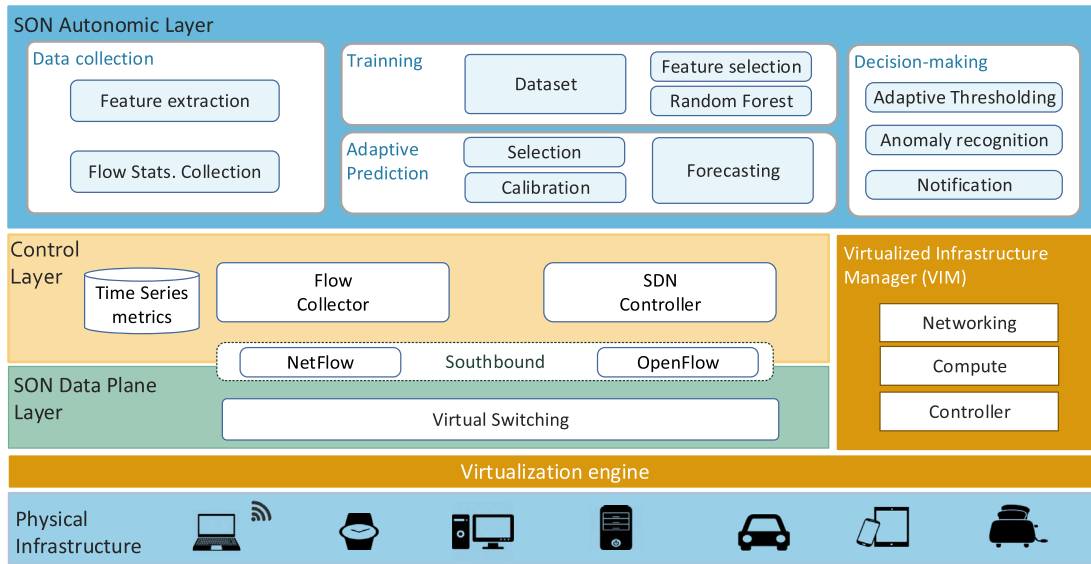 SON Autonomic Layer
Data collection
Feature extraction
Flow Stats. Collection
Trainning
Dataset
Feature selection
Random Forest
Adaptive
Prediction
Selection
Calibration
Forecasting
Decision-making
Adaptive Thresholding
Anomaly recognition
Notification
Control
Layer
Time Series
metrics
Flow
Collector
SDN
Controller
NetFlow
Southbound
OpenFlow
SON Data Plane
Layer
Virtual Switching
Virtualized Infrastructure
Manager (VIM)
Networking
Compute
Controller
Virtualization engine
Physical
Infrastructure